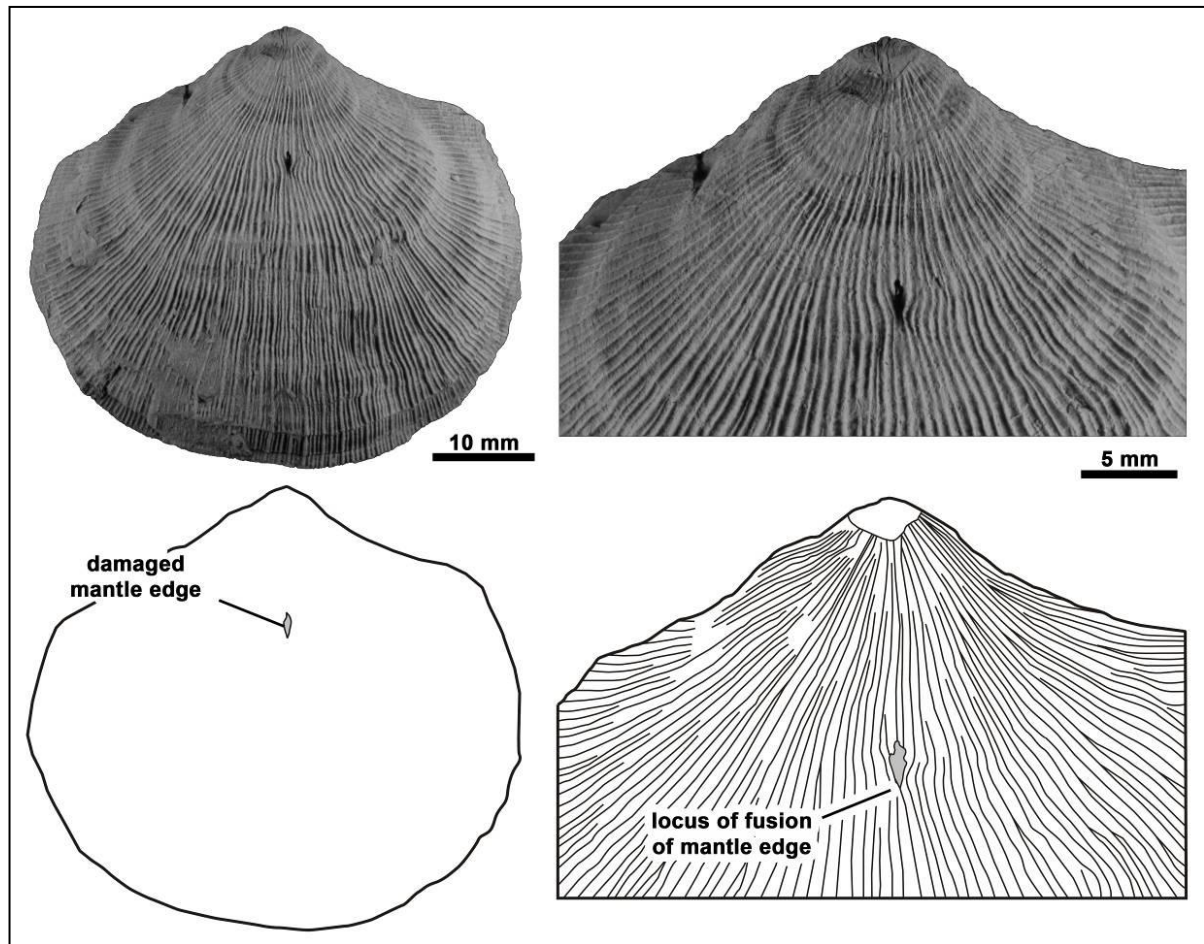 10 mm
5 mm
damaged
mantle edge
locus of fusion
of mantle edge